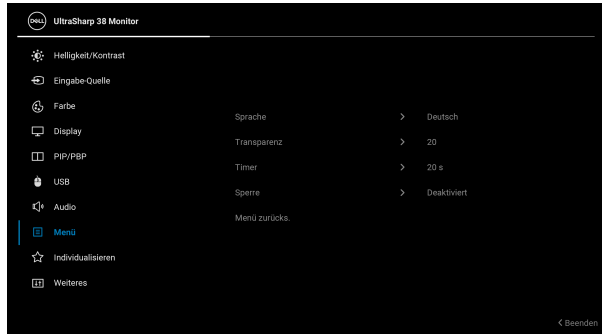 DELL UltraSharp 38 Monitor
Helligkeit/Kontrast
Eingabe-Quelle
Farbe
Display
PIP/PBP
USB
Audio
Menü
Individualisieren
Weiteres
Sprache > Deutsch
Transparenz > 20
Timer > 20 s
Sperre > Deaktiviert
Menü zurücks.
< Beenden